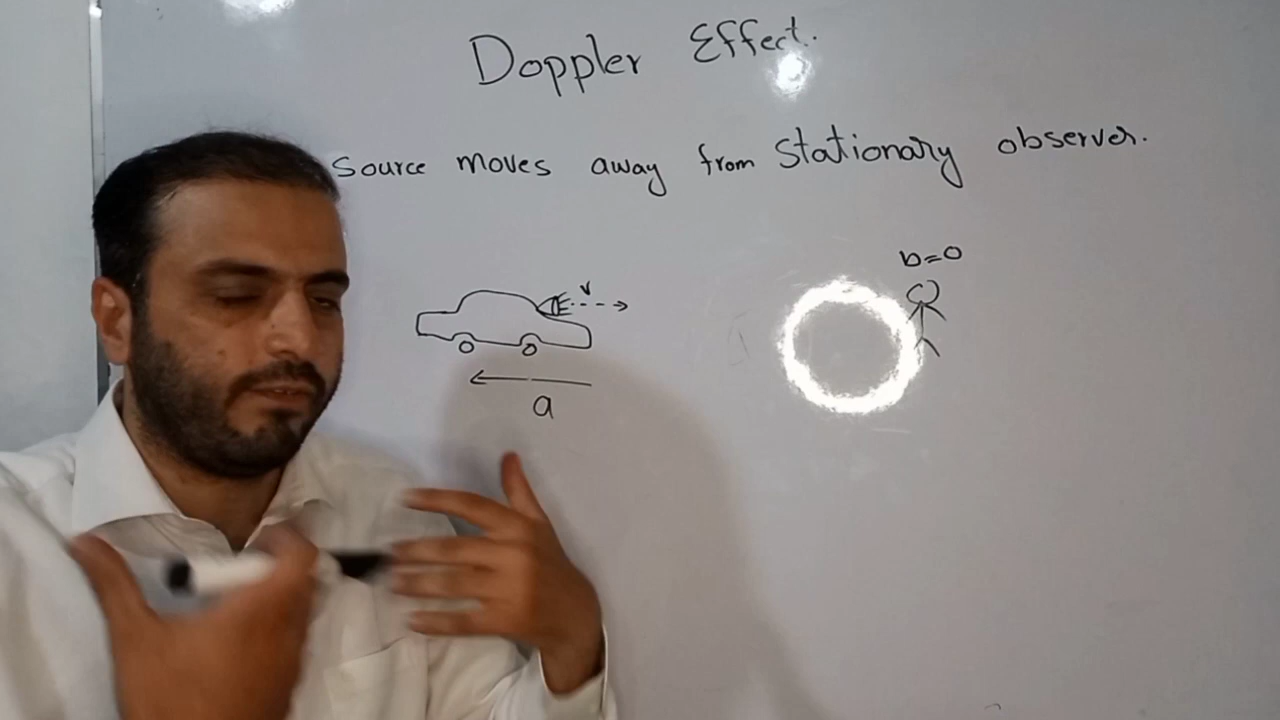 Doppler Effect.
Source moves away from Stationary observer.
b=0
v
a